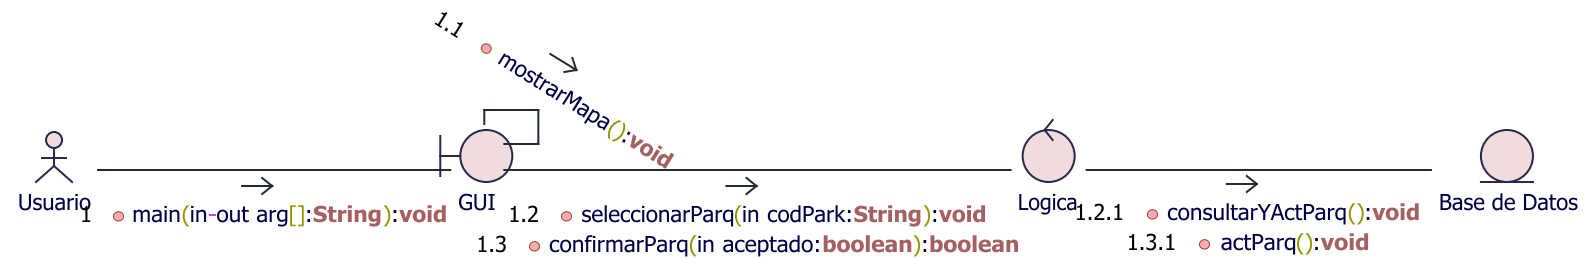 1.1 mostrarMapa():void
Usuario
GUI
Logica
Base de Datos
1 main(in-out arg[]:String):void
1.2 seleccionarParq(in codPark:String):void
1.3 confirmarParq(in aceptado:boolean):boolean
1.2.1 consultarYActParq():void
1.3.1 actParq():void